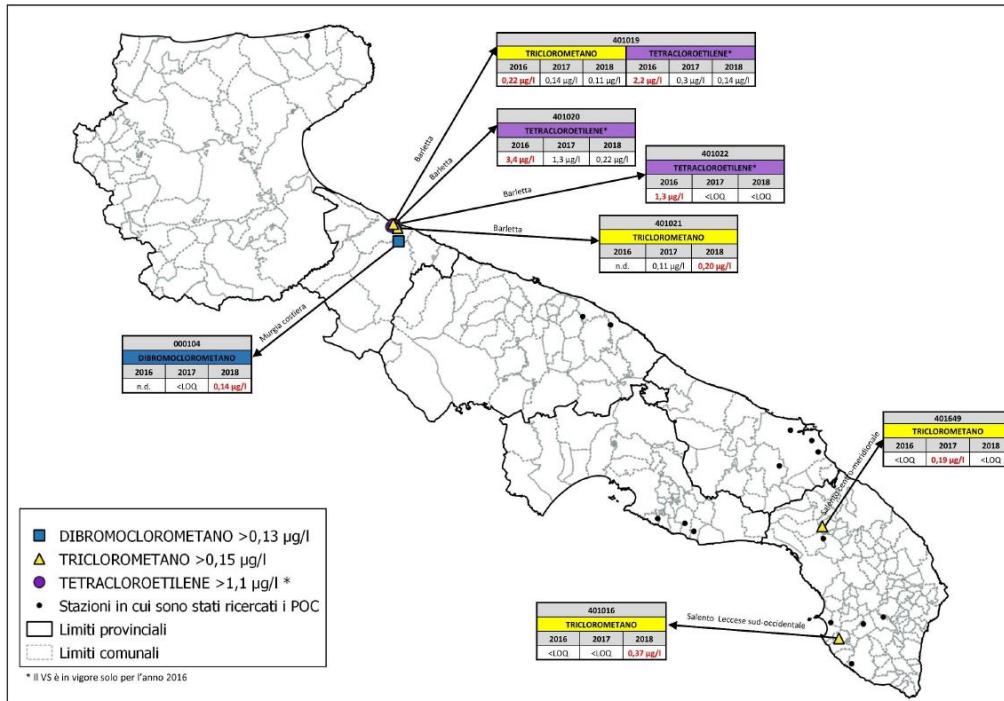 401019
TRICLOROMETANO TETRACLOROETILENE*
2016 2017 2018 2016 2017 2018
0,22 µg/l 0,14 µg/l 0,11 µg/l 2,2 µg/l 0,3 µg/l 0,14 µg/l
Barletta
401020
TETRACLOROETILENE*
2016 2017 2018
3,4 µg/l 1,3 µg/l 0,22 µg/l
Barletta
401022
TETRACLOROETILENE*
2016 2017 2018
1,3 µg/l <LOQ <LOQ
Barletta
401021
TRICLOROMETANO
2016 2017 2018
n.d. 0,11 µg/l 0,20 µg/l
Barletta
Murgia costiera
000104
DIBROMOCLOROMETANO
2016 2017 2018
n.d. <LOQ 0,14 µg/l
401649
TRICLOROMETANO
2016 2017 2018
<LOQ 0,19 µg/l <LOQ
Salento centro-meridionale
401016
TRICLOROMETANO
2016 2017 2018
<LOQ <LOQ 0,37 µg/l
Salento Leccese sud-occidentale
DIBROMOCLOROMETANO >0,13 µg/l
TRICLOROMETANO >0,15 µg/l
TETRACLOROETILENE >1,1 µg/l *
Stazioni in cui sono stati ricercati i POC
Limiti provinciali
Limiti comunali
* Il VS è in vigore solo per l'anno 2016